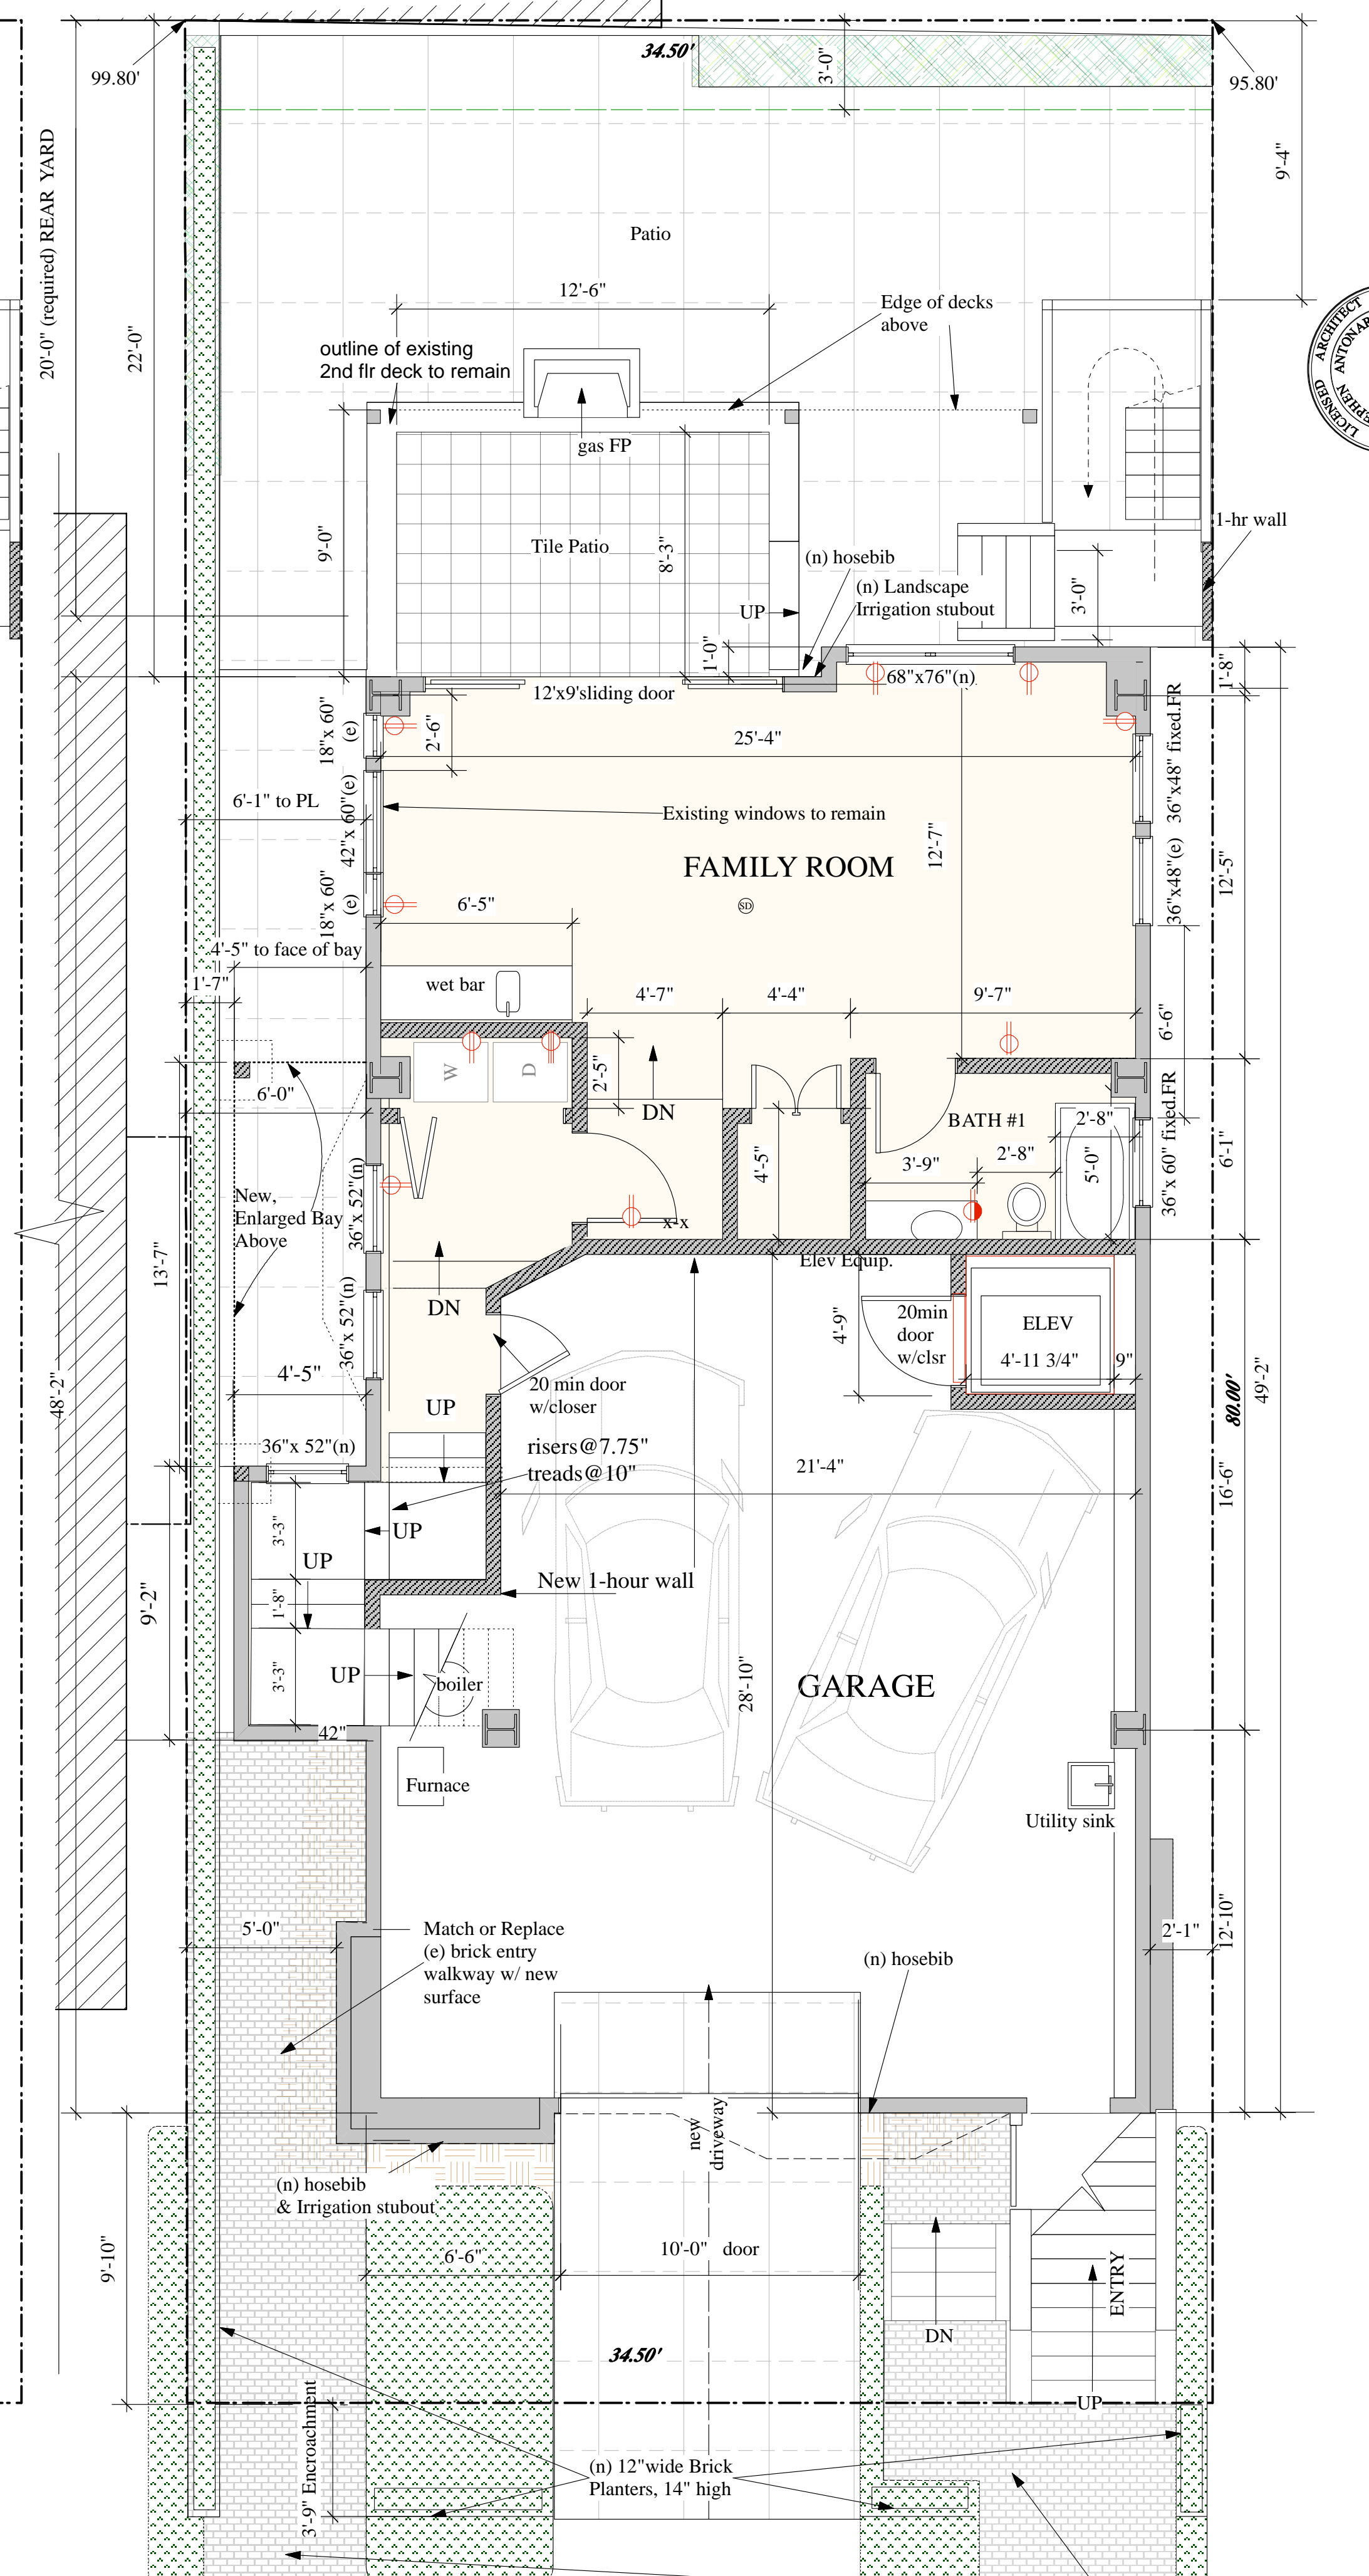 34.50'
99.80'
3'-0"
95.80'
20'-0" (required) REAR YARD
22'-0"
9'-4"
Patio
12'-6"
Edge of decks
above
outline of existing
2nd flr deck to remain
LICENSED ARCHITECT
gas FP
1-hr wall
9'-0"
Tile Patio
8'-3"
(n) hosebib
(n) Landscape
Irrigation stubout
3'-0"
UP
1'-0"
68"x76"(n)
1'-8"
12'x9'sliding door
18"x 60"
(e)
2'-6"
25'-4"
36"x48" fixed.FR
6'-1" to PL
42"x 60"(e)
Existing windows to remain
FAMILY ROOM
12'-7"
36"x48"(e)
12'-5"
18"x 60"
(e)
6'-5"
SD
4'-5" to face of bay
1'-7"
wet bar
4'-7"
4'-4"
9'-7"
6'-6"
W
D
2'-5"
6'-0"
DN
BATH #1
2'-8"
36"x 60" fixed.FR
6'-1"
4'-5"
3'-9"
2'-8"
5'-0"
New,
Enlarged Bay
Above
36"x 52"(n)
x-x
13'-7"
Elev Equip.
DN
36"x 52"(n)
4'-9"
20min
door
w/clsr
ELEV
4'-11 3/4"
9"
4'-5"
48'-2"
20 min door
w/closer
UP
80.00'
49'-2"
36"x 52"(n)
risers@7.75"
treads@10"
21'-4"
16'-6"
3'-3"
UP
UP
New 1-hour wall
9'-2"
1'-8"
3'-3"
UP
boiler
28'-10"
GARAGE
42"
Furnace
Utility sink
5'-0"
Match or Replace
(e) brick entry
walkway w/ new
surface
(n) hosebib
2'-1"
12'-10"
new
driveway
(n) hosebib
& Irrigation stubout
9'-10"
6'-6"
10'-0" door
ENTRY
DN
34.50'
UP
3'-9" Encroachment
(n) 12"wide Brick
Planters, 14" high